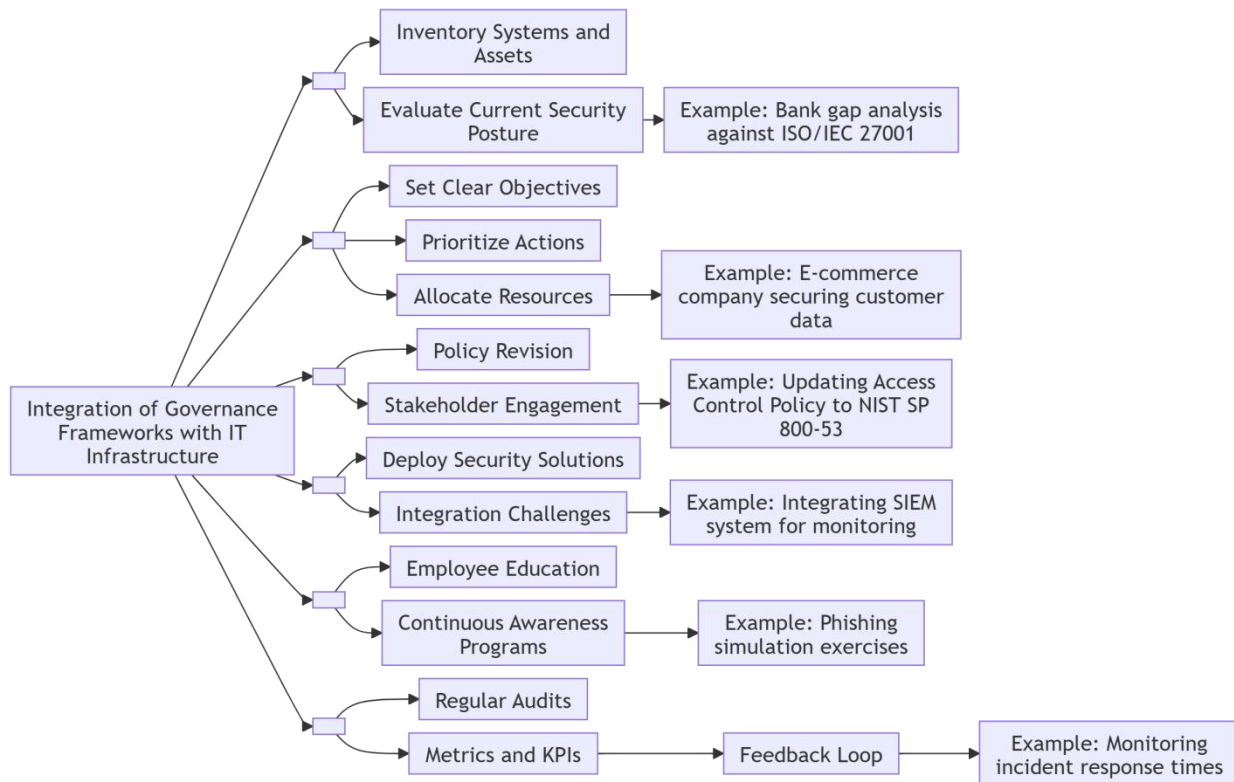 Inventory Systems and
Assets
Evaluate Current Security
Posture
Example: Bank gap analysis
against ISO/IEC 27001
Set Clear Objectives
Prioritize Actions
Allocate Resources
Example: E-commerce
company securing customer
data
Integration of Governance
Frameworks with IT
Infrastructure
Policy Revision
Stakeholder Engagement
Example: Updating Access
Control Policy to NIST SP
800-53
Deploy Security Solutions
Integration Challenges
Example: Integrating SIEM
system for monitoring
Employee Education
Continuous Awareness
Programs
Example: Phishing
simulation exercises
Regular Audits
Metrics and KPIs
Feedback Loop
Example: Monitoring
incident response times